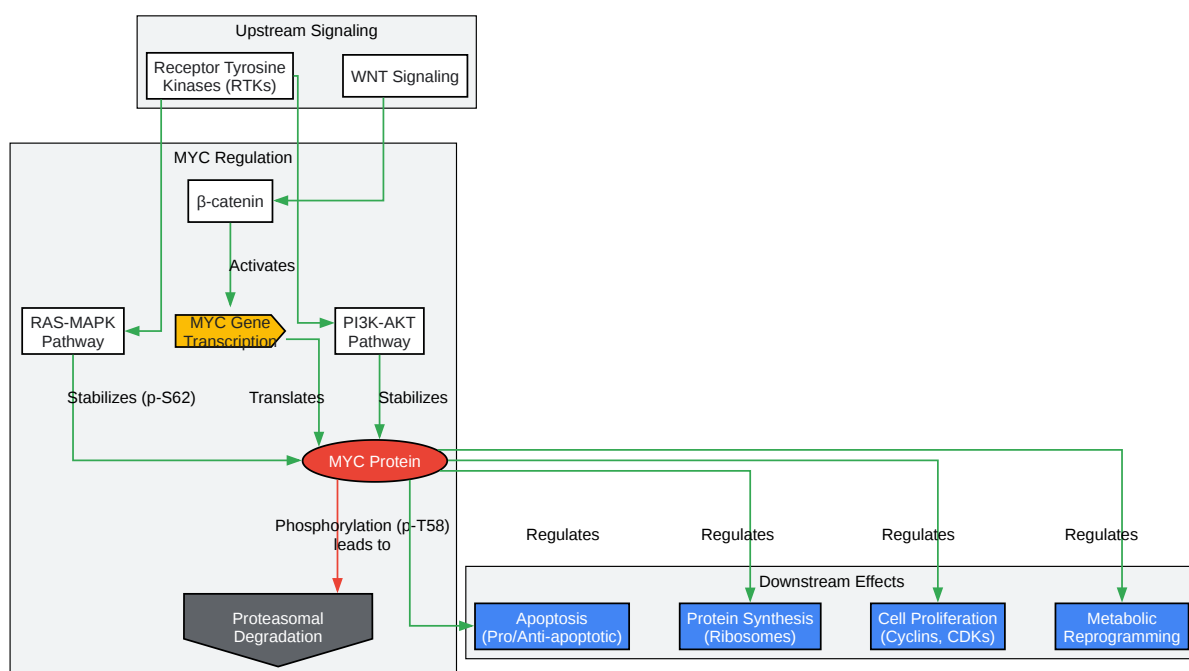 Upstream Signaling
Receptor Tyrosine
Kinases (RTKs)
WNT Signaling
MYC Regulation
β-catenin
Activates
RAS-MAPK
Pathway
MYC Gene
Transcription
PI3K-AKT
Pathway
Stabilizes (p-S62)
Translates
Stabilizes
MYC Protein
Phosphorylation (p-T58)
leads to
Regulates
Regulates
Regulates
Regulates
Downstream Effects
Proteasomal
Degradation
Apoptosis
(Pro/Anti-apoptotic)
Protein Synthesis
(Ribosomes)
Cell Proliferation
(Cyclins, CDKs)
Metabolic
Reprogramming